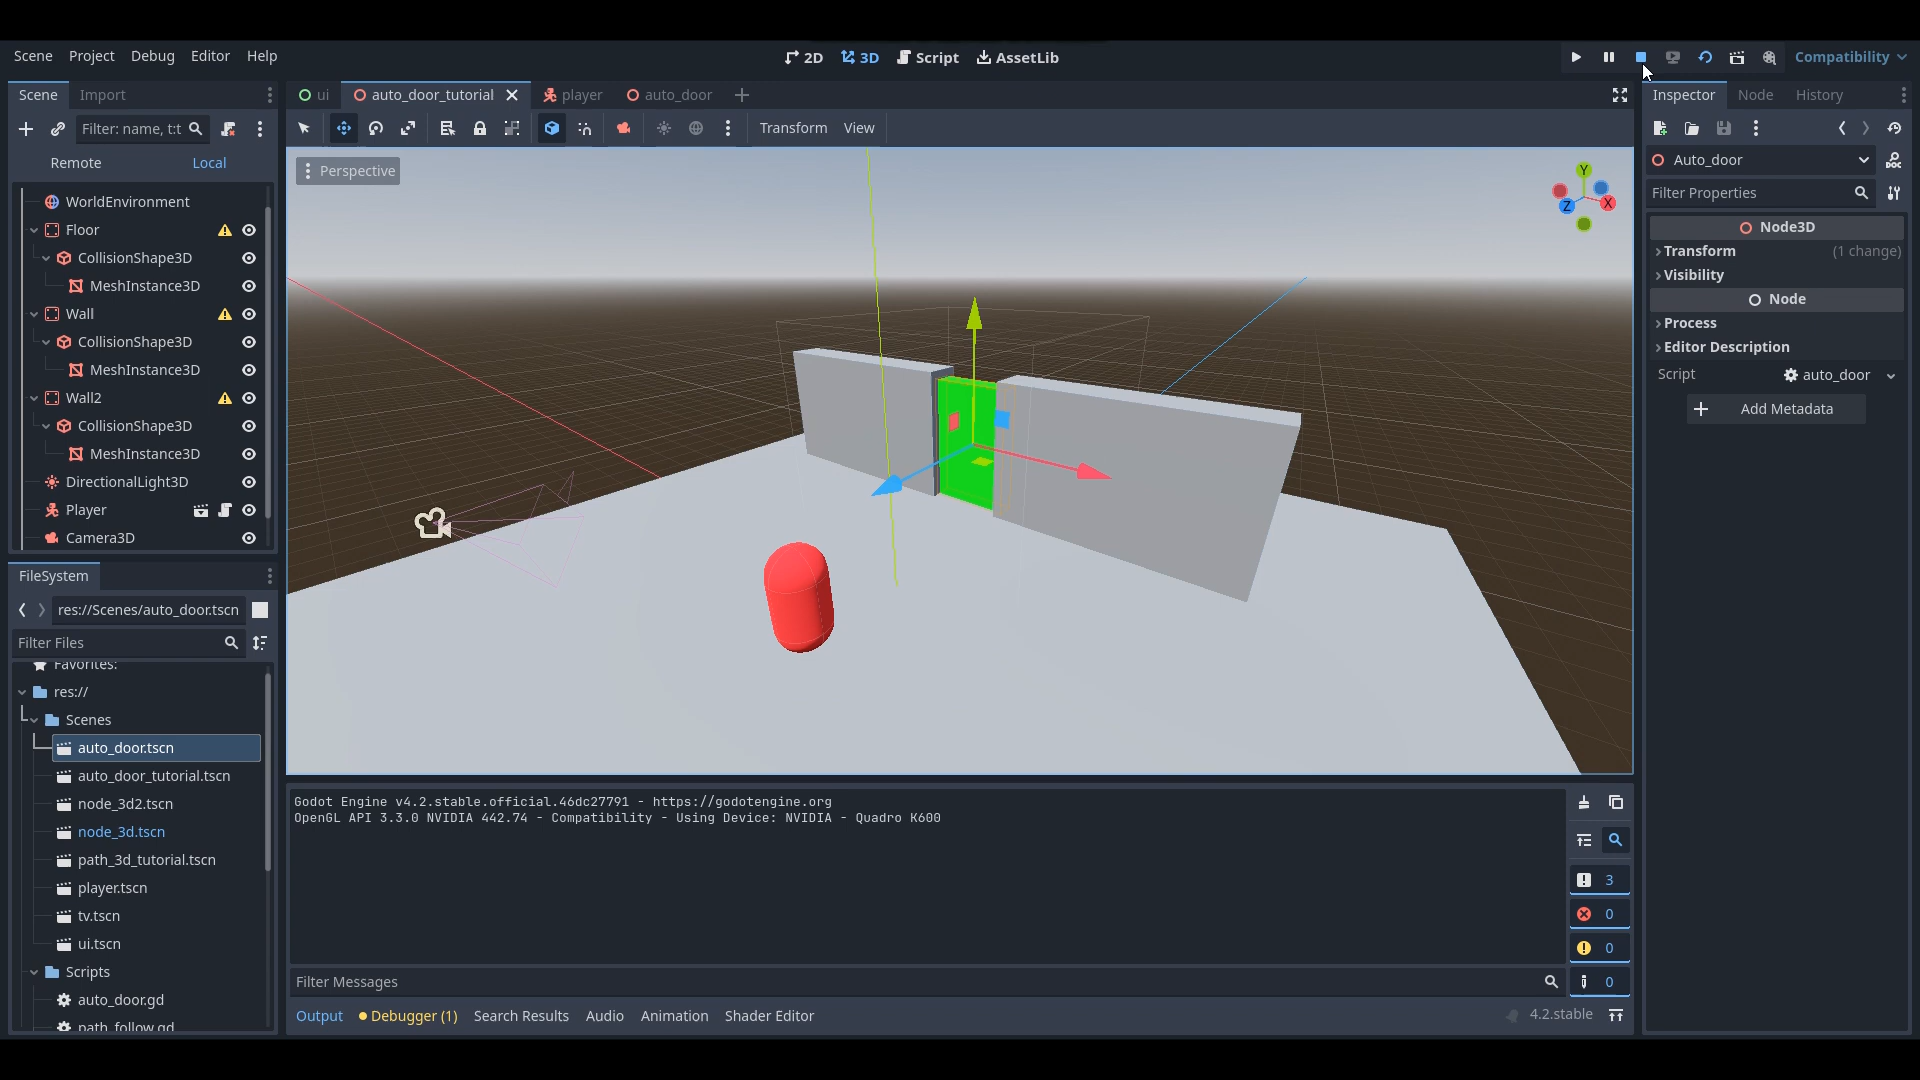 Scene Project Debug Editor Help
2D 3D Script AssetLib
Compatibility
Scene Import
ui auto_door_tutorial player auto_door
Inspector Node History
Filter: name, t:t
Transform View
Remote Local
Perspective
Y
Z X
Auto_door
DOC
Filter Properties
WorldEnvironment
Floor
CollisionShape3D
MeshInstance3D
Wall
CollisionShape3D
MeshInstance3D
Wall2
CollisionShape3D
MeshInstance3D
DirectionalLight3D
Player
Camera3D
Node3D
Transform (1 change)
Visibility
Node
Process
Editor Description
Script auto_door
Add Metadata
FileSystem
res://Scenes/auto_door.tscn
Filter Files
Favorites:
res://
Scenes
auto_door.tscn
auto_door_tutorial.tscn
node_3d2.tscn
node_3d.tscn
path_3d_tutorial.tscn
player.tscn
tv.tscn
ui.tscn
Scripts
auto_door.gd
path_follow.gd
Godot Engine v4.2.stable.official.46dc27791 - https://godotengine.org
OpenGL API 3.3.0 NVIDIA 442.74 - Compatibility - Using Device: NVIDIA - Quadro K600
3
0
0
0
Filter Messages
Output Debugger (1) Search Results Audio Animation Shader Editor
4.2.stable